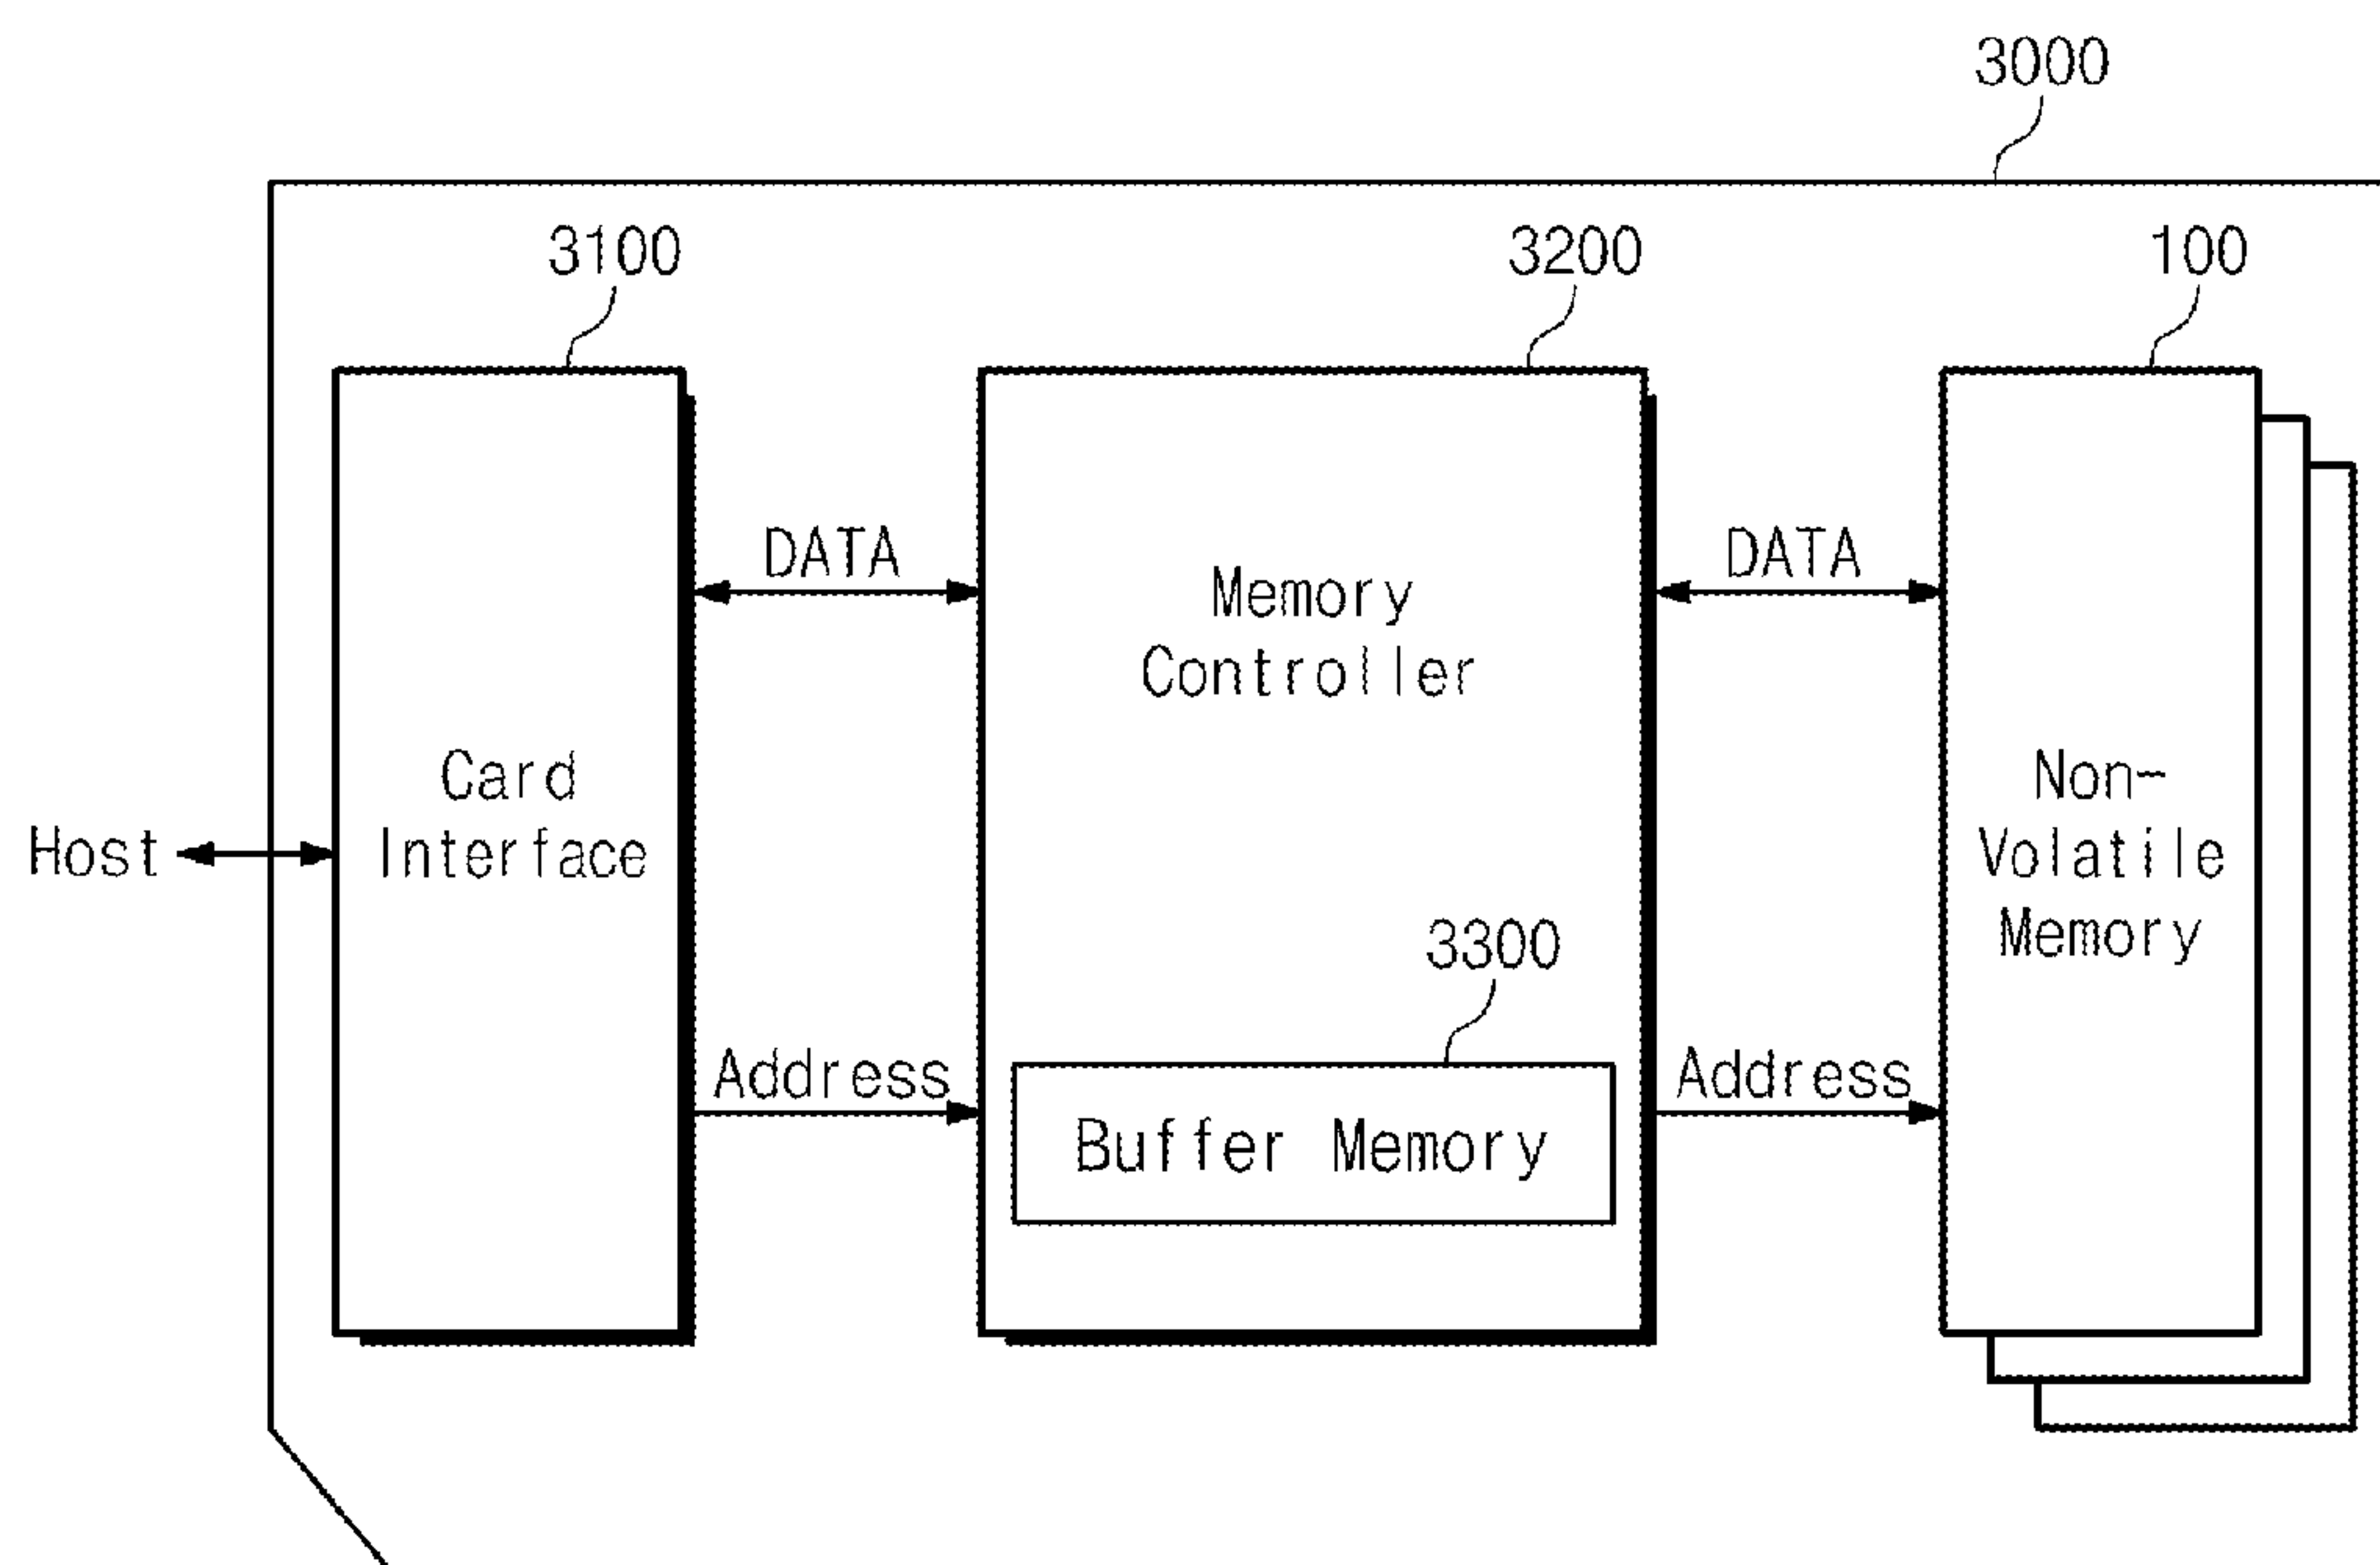 3000
3100
3200
100
DATA
DATA
Memory
Controller
Card
Interface
Host
Non-
Volatile
Memory
3300
Address
Address
Buffer Memory